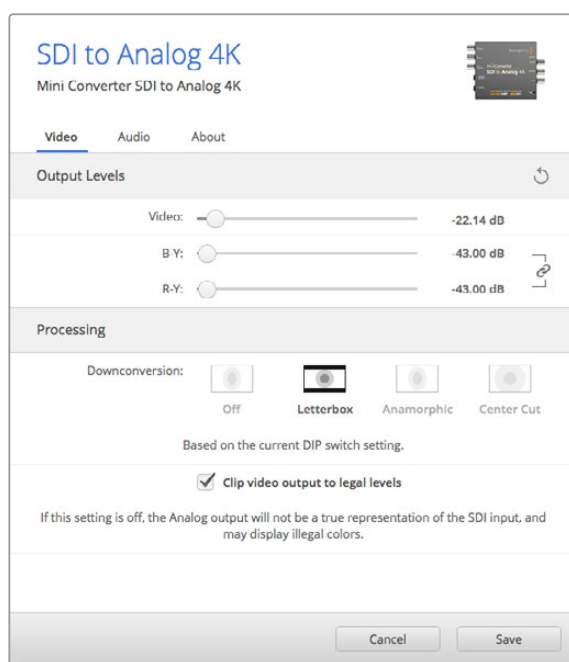 SDI to Analog 4K
Mini Converter SDI to Analog 4K
Video Audio About
Output Levels
Video: -22.14 dB
B-Y: -43.00 dB
R-Y: -43.00 dB
Processing
Downconversion:
Off Letterbox Anamorphic Center Cut
Based on the current DIP switch setting.
Clip video output to legal levels
If this setting is off, the Analog output will not be a true representation of the SDI input, and
may display illegal colors.
Cancel Save